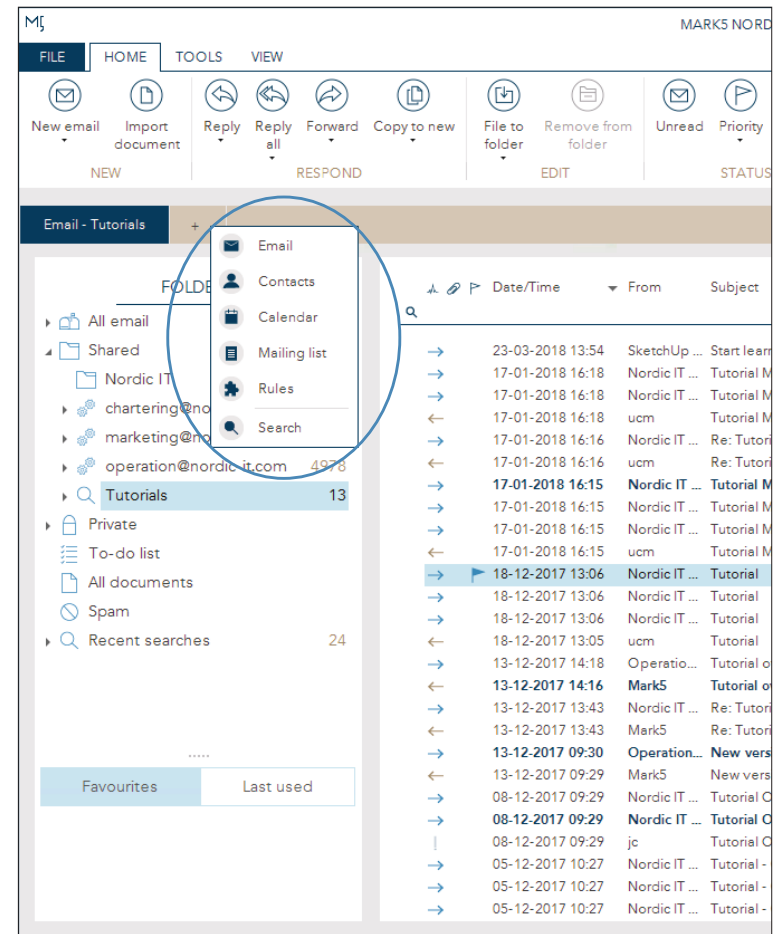 M5
MARK5 NORD
FILE HOME TOOLS VIEW
New email Import document Reply Reply all Forward Copy to new File to folder Remove from folder Unread Priority
NEW RESPOND EDIT STATUS
Email - Tutorials +
Email
Contacts
Calendar
Mailing list
Rules
Search
FOLDE
All email
Shared
Nordic IT
chartering@no
marketing@no
operation@nordic-it.com 4978
Tutorials 13
Private
To-do list
All documents
Spam
Recent searches 24
.....
Favourites Last used
Date/Time From Subject
23-03-2018 13:54 SketchUp ... Start learn
17-01-2018 16:18 Nordic IT ... Tutorial M
17-01-2018 16:18 Nordic IT ... Tutorial M
17-01-2018 16:18 ucm Tutorial M
17-01-2018 16:16 Nordic IT ... Re: Tutori
17-01-2018 16:16 ucm Re: Tutori
17-01-2018 16:15 Nordic IT ... Tutorial M
17-01-2018 16:15 Nordic IT ... Tutorial M
17-01-2018 16:15 Nordic IT ... Tutorial M
17-01-2018 16:15 ucm Tutorial M
18-12-2017 13:06 Nordic IT ... Tutorial
18-12-2017 13:06 Nordic IT ... Tutorial
18-12-2017 13:06 Nordic IT ... Tutorial
18-12-2017 13:05 ucm Tutorial
13-12-2017 14:18 Operatio... Tutorial o
13-12-2017 14:16 Mark5 Tutorial o
13-12-2017 13:43 Nordic IT ... Re: Tutori
13-12-2017 13:43 Mark5 Re: Tutori
13-12-2017 09:30 Operation... New vers
13-12-2017 09:29 Mark5 New vers
08-12-2017 09:29 Nordic IT ... Tutorial O
08-12-2017 09:29 Nordic IT ... Tutorial O
08-12-2017 09:29 jc Tutorial O
05-12-2017 10:27 Nordic IT ... Tutorial -
05-12-2017 10:27 Nordic IT ... Tutorial -
05-12-2017 10:27 Nordic IT ... Tutorial -